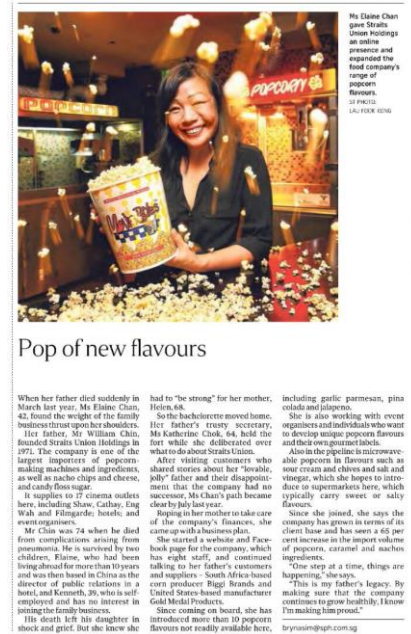 Ms Elaine Chan
gave Straits
Union Holdings
an online
presence and
expanded the
food company's
range of
popcorn
flavours.
ST PHOTO:
LAU FOOK KONG
POPCORN
POPCORN
Pop of new flavours
When her father died suddenly in
March last year, Ms Elaine Chan,
42, found the weight of the family
business thrust upon her shoulders.
Her father, Mr William Chin,
founded Straits Union Holdings in
1971. The company is one of the
largest importers of popcorn-
making machines and ingredients,
as well as nacho chips and cheese,
and candy floss sugar.
It supplies to 17 cinema outlets
here, including Shaw, Cathay, Eng
Wah and Filmgarde; hotels; and
event organisers.
Mr Chin was 74 when he died
from complications arising from
pneumonia. He is survived by two
children, Elaine, who had been
living abroad for more than 10 years
and was then based in China as the
director of public relations in a
hotel, and Kenneth, 39, who is self-
employed and has no interest in
joining the family business.
His death left his daughter in
shock and grief. But she knew she
had to "be strong" for her mother,
Helen, 68.
So the bachelorette moved home.
Her father's trusty secretary,
Ms Katherine Chok, 64, held the
fort while she deliberated over
what to do about Straits Union.
After visiting customers who
shared stories about her "lovable,
jolly" father and their disappoint-
ment that the company had no
successor, Ms Chan's path became
clear by July last year.
Roping in her mother to take care
of the company's finances, she
came up with a business plan.
She started a website and Face-
book page for the company, which
has eight staff, and continued
talking to her father's customers
and suppliers – South Africa-based
corn producer Biggi Brands and
United States-based manufacturer
Gold Medal Products.
Since coming on board, she has
introduced more than 10 popcorn
flavours not readily available here,
including garlic parmesan, pina
colada and jalapeno.
She is also working with event
organisers and individuals who want
to develop unique popcorn flavours
and their own gourmet labels.
Also in the pipeline is microwave-
able popcorn in flavours such as
sour cream and chives and salt and
vinegar, which she hopes to intro-
duce to supermarkets here, which
typically carry sweet or salty
flavours.
Since she joined, she says the
company has grown in terms of its
client base and has seen a 65 per
cent increase in the import volume
of popcorn, caramel and nachos
ingredients.
"One step at a time, things are
happening," she says.
"This is my father's legacy. By
making sure that the company
continues to grow healthily, I know
I'm making him proud."
brynasim@sph.com.sg